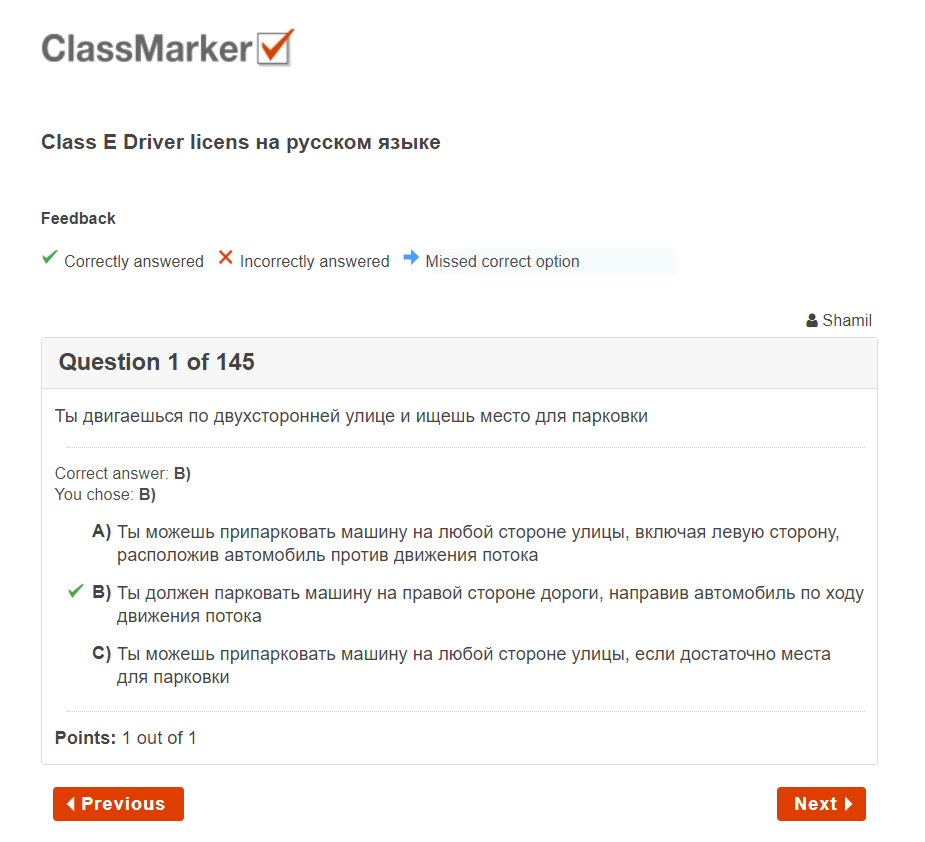 ClassMarker
Class E Driver licens на русском языке
Feedback
Correctly answered Incorrectly answered Missed correct option
Shamil
Question 1 of 145
Ты двигаешься по двухсторонней улице и ищешь место для парковки
Correct answer: B)
You chose: B)
A) Ты можешь припарковать машину на любой стороне улицы, включая левую сторону,
расположив автомобиль против движения потока
B) Ты должен парковать машину на правой стороне дороги, направив автомобиль по ходу
движения потока
C) Ты можешь припарковать машину на любой стороне улицы, если достаточно места
для парковки
Points: 1 out of 1
Previous
Next